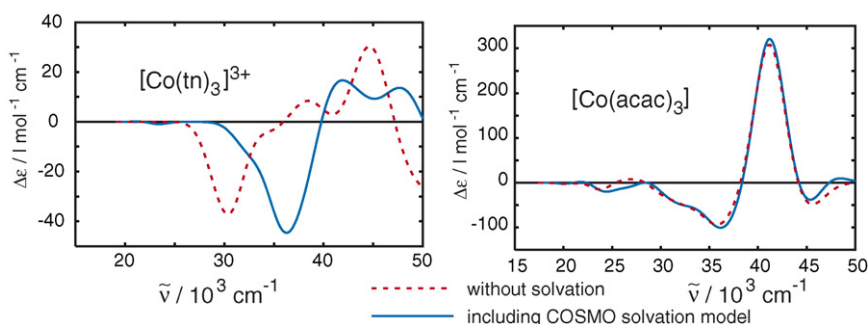 40
20
0
-20
-40
Δε / l mol⁻¹ cm⁻¹
[Co(tn)₃]³⁺
20
30
40
50
ν̃ / 10³ cm⁻¹
300
200
100
0
-100
Δε / l mol⁻¹ cm⁻¹
[Co(acac)₃]
15
20
25
30
35
40
45
50
ν̃ / 10³ cm⁻¹
without solvation
including COSMO solvation model